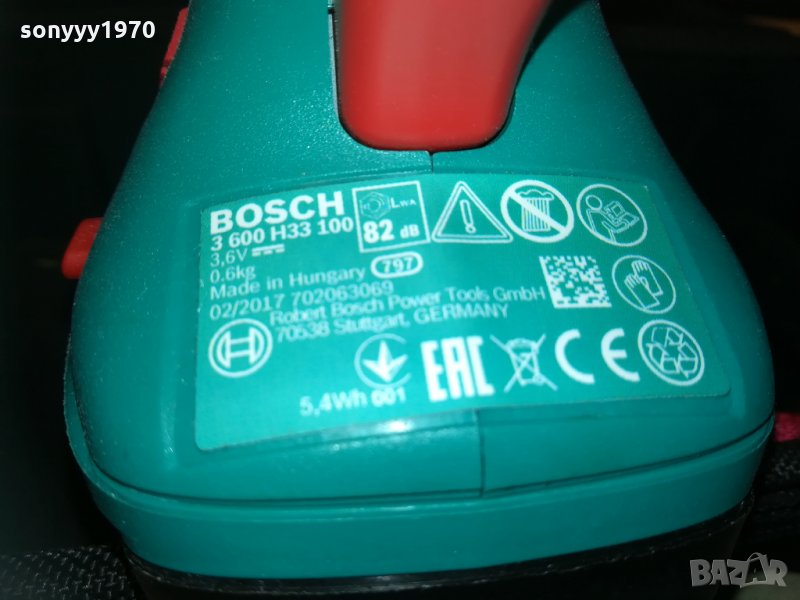 sonyyy1970
BOSCH
3 600 H33 100
3,6V
0.6kg
Made in Hungary 797
02/2017 702063069
Robert Bosch Power Tools GmbH
70538 Stuttgart, GERMANY
LWA
82 dB
5,4Wh 001
EAC
CE
BAZAR